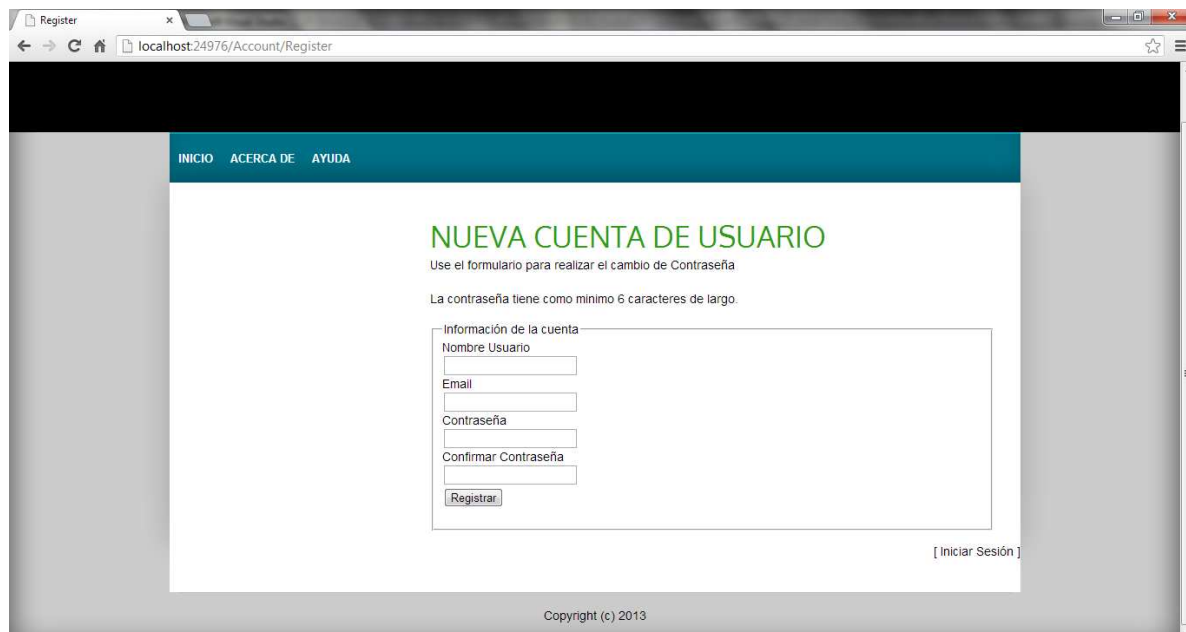 Register
localhost:24976/Account/Register
INICIO ACERCA DE AYUDA
NUEVA CUENTA DE USUARIO
Use el formulario para realizar el cambio de Contraseña
La contraseña tiene como minimo 6 caracteres de largo.
Información de la cuenta
Nombre Usuario
Email
Contraseña
Confirmar Contraseña
Registrar
[ Iniciar Sesión ]
Copyright (c) 2013